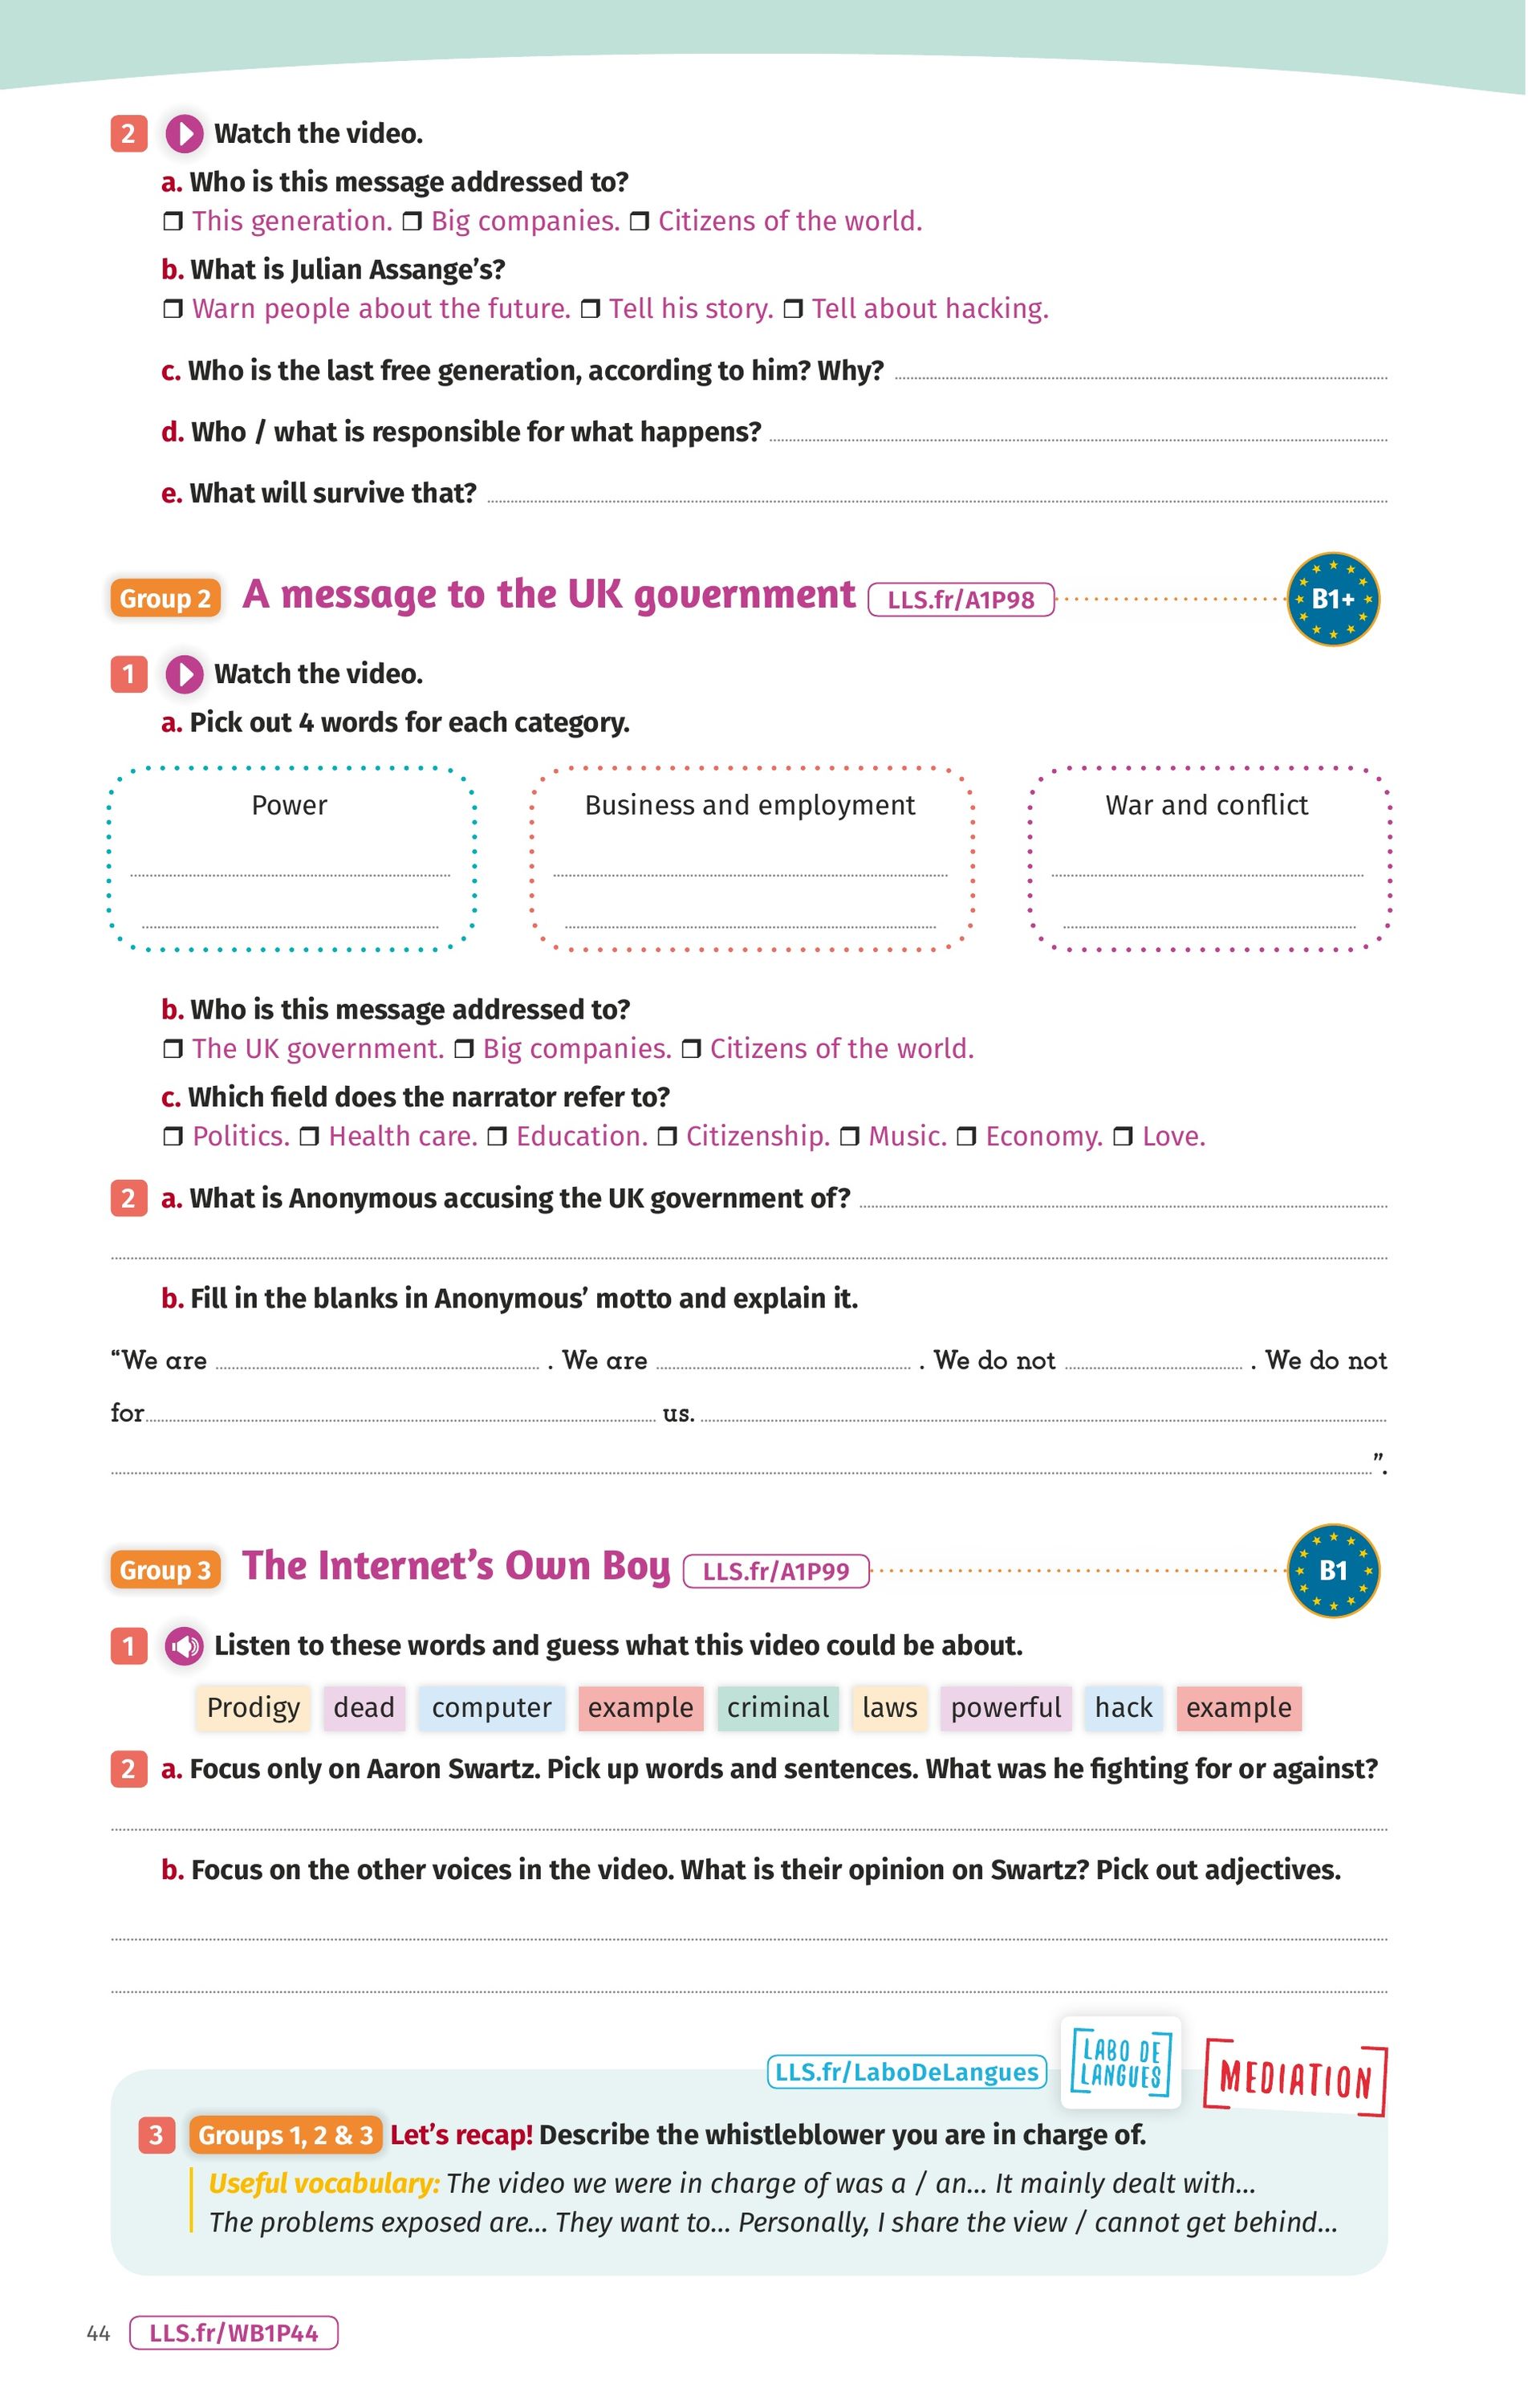 2 Watch the video.
a. Who is this message addressed to?
❒ This generation. ❒ Big companies. ❒ Citizens of the world.
b. What is Julian Assange’s?
❒ Warn people about the future. ❒ Tell his story. ❒ Tell about hacking.
c. Who is the last free generation, according to him? Why?
d. Who / what is responsible for what happens?
e. What will survive that?
Group 2 A message to the UK government LLS.fr/A1P98 B1+
1 Watch the video.
a. Pick out 4 words for each category.
Power Business and employment War and conflict
b. Who is this message addressed to?
❒ The UK government. ❒ Big companies. ❒ Citizens of the world.
c. Which field does the narrator refer to?
❒ Politics. ❒ Health care. ❒ Education. ❒ Citizenship. ❒ Music. ❒ Economy. ❒ Love.
2 a. What is Anonymous accusing the UK government of?
b. Fill in the blanks in Anonymous’ motto and explain it.
“We are . We are . We do not . We do not
for us.
”.
Group 3 The Internet’s Own Boy LLS.fr/A1P99 B1
1 Listen to these words and guess what this video could be about.
Prodigy dead computer example criminal laws powerful hack example
2 a. Focus only on Aaron Swartz. Pick up words and sentences. What was he fighting for or against?
b. Focus on the other voices in the video. What is their opinion on Swartz? Pick out adjectives.
LLS.fr/LaboDeLangues LABO DE LANGUES MEDIATION
3 Groups 1, 2 & 3 Let’s recap! Describe the whistleblower you are in charge of.
Useful vocabulary: The video we were in charge of was a / an... It mainly dealt with...
The problems exposed are... They want to... Personally, I share the view / cannot get behind...
44 LLS.fr/WB1P44